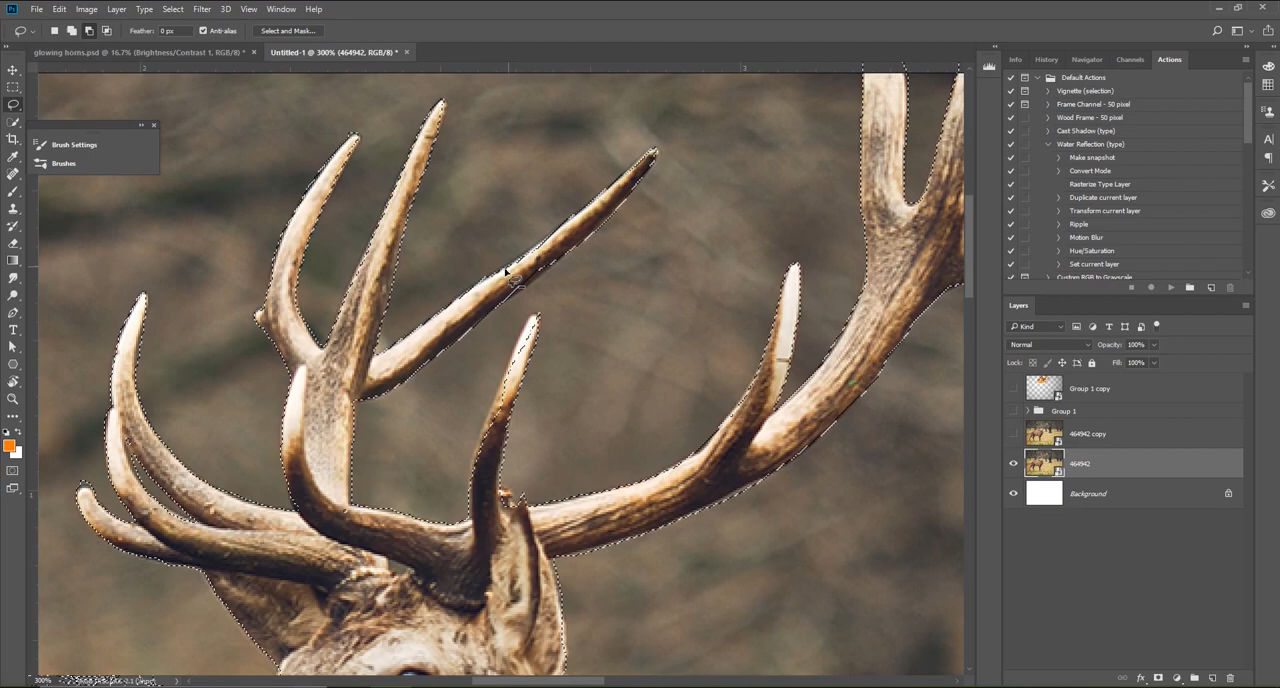 Ps File Edit Image Layer Type Select Filter 3D View Window Help
Feather: 0 px Anti-alias Select and Mask...
glowing horns.psd @ 16.7% (Brightness/Contrast 1, RGB/8) * × Untitled-1 @ 300% (464942, RGB/8) * ×
2 3
Info History Navigator Channels Actions
Default Actions
Vignette (selection)
Frame Channel - 50 pixel
Wood Frame - 50 pixel
Cast Shadow (type)
Water Reflection (type)
Make snapshot
Convert Mode
Rasterize Type Layer
Duplicate current layer
Transform current layer
Ripple
Motion Blur
Hue/Saturation
Set current layer
Custom RGB to Grayscale
Brush Settings
Brushes
1
Layers
Kind
Normal Opacity: 100%
Lock: Fill: 100%
Group 1 copy
Group 1
464942 copy
464942
Background
fx
300%